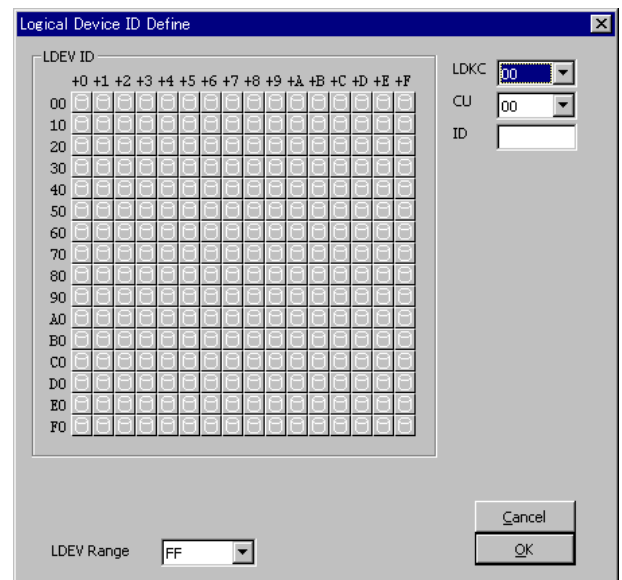 Logical Device ID Define
LDEV ID
+0 +1 +2 +3 +4 +5 +6 +7 +8 +9 +A +B +C +D +E +F
00
10
20
30
40
50
60
70
80
90
A0
B0
C0
D0
E0
F0
LDKC 00
CU 00
ID
LDEV Range FF
Cancel
OK